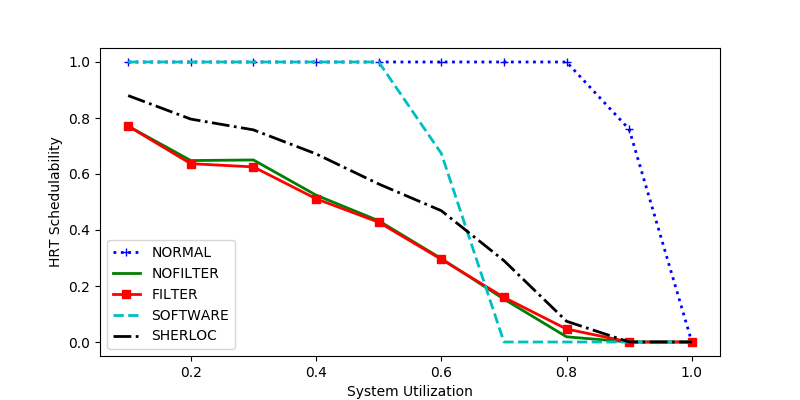 1.0
0.8
0.6
0.4
0.2
0.0
HRT Schedulability
NORMAL
NOFILTER
FILTER
SOFTWARE
SHERLOC
0.2 0.4 0.6 0.8 1.0
System Utilization